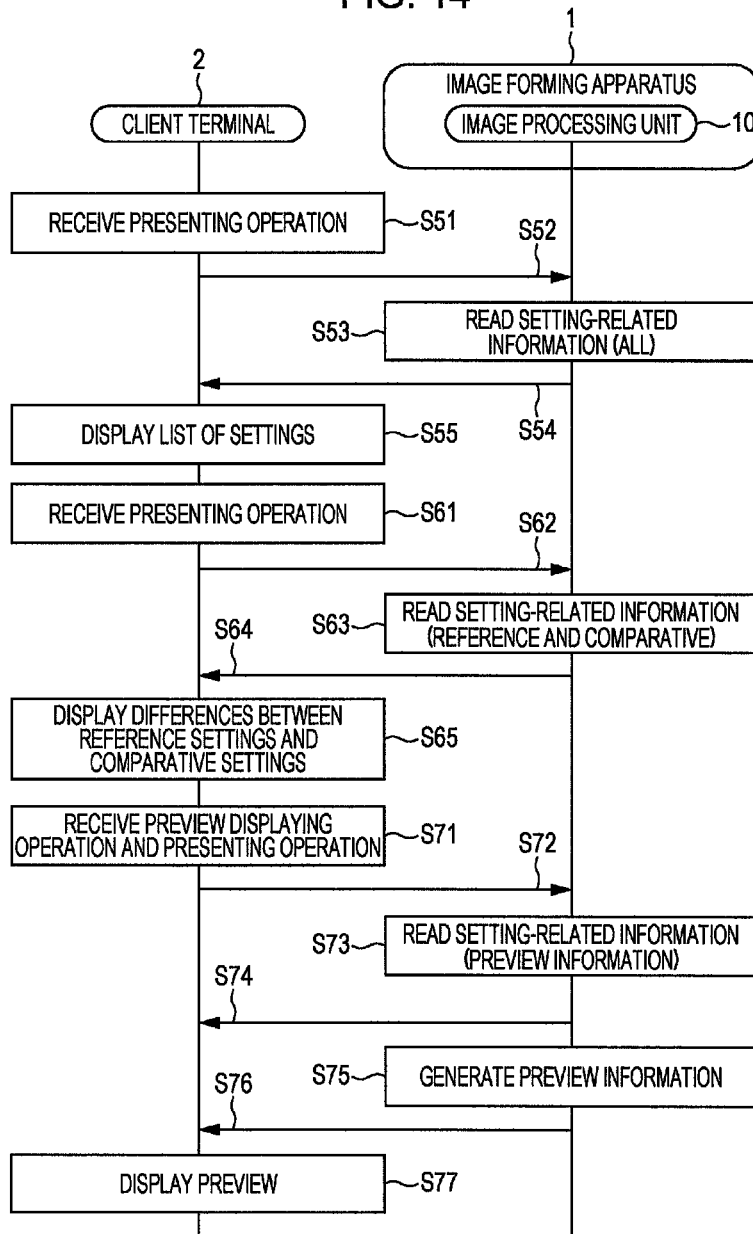 FIG. 14
1
2
IMAGE FORMING APPARATUS
CLIENT TERMINAL
IMAGE PROCESSING UNIT
10
RECEIVE PRESENTING OPERATION
S51
S52
S53
READ SETTING-RELATED
INFORMATION (ALL)
S54
DISPLAY LIST OF SETTINGS
S55
RECEIVE PRESENTING OPERATION
S61
S62
S63
READ SETTING-RELATED INFORMATION
(REFERENCE AND COMPARATIVE)
S64
DISPLAY DIFFERENCES BETWEEN
REFERENCE SETTINGS AND
COMPARATIVE SETTINGS
S65
RECEIVE PREVIEW DISPLAYING
OPERATION AND PRESENTING OPERATION
S71
S72
S73
READ SETTING-RELATED INFORMATION
(PREVIEW INFORMATION)
S74
S75
GENERATE PREVIEW INFORMATION
S76
DISPLAY PREVIEW
S77